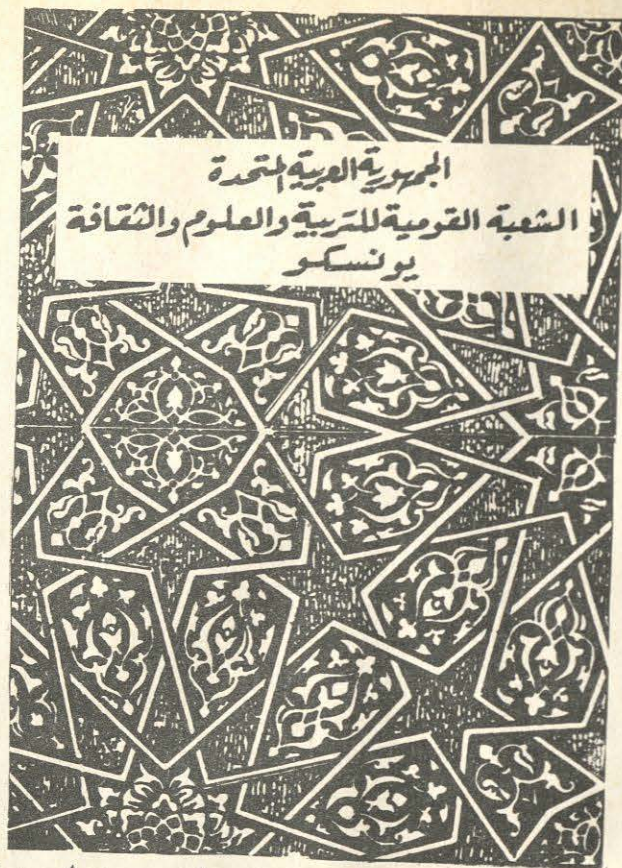 الجمهورية العربية المتحدة
الشعبة القومية للتربية والعلوم والثقافة
يونسكو